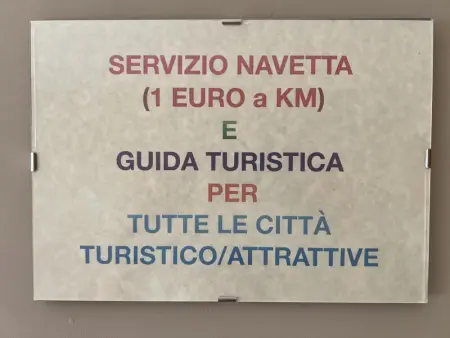 SERVIZIO NAVETTA
(1 EURO a KM)
E
GUIDA TURISTICA
PER
TUTTE LE CITTÀ
TURISTICO/ATTRATTIVE